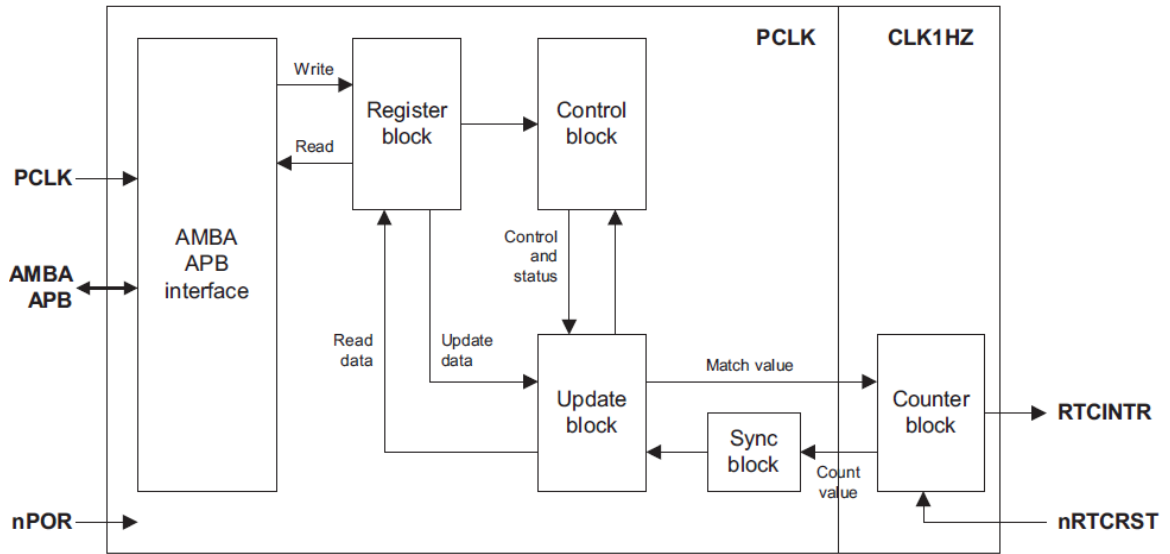 PCLK
CLK1HZ
Write
Register
block
Control
block
Read
PCLK
AMBA
APB
interface
AMBA
APB
Control
and
status
Read
data
Update
data
Match value
Update
block
Counter
block
RTCINTR
Sync
block
Count
value
nPOR
nRTCRST